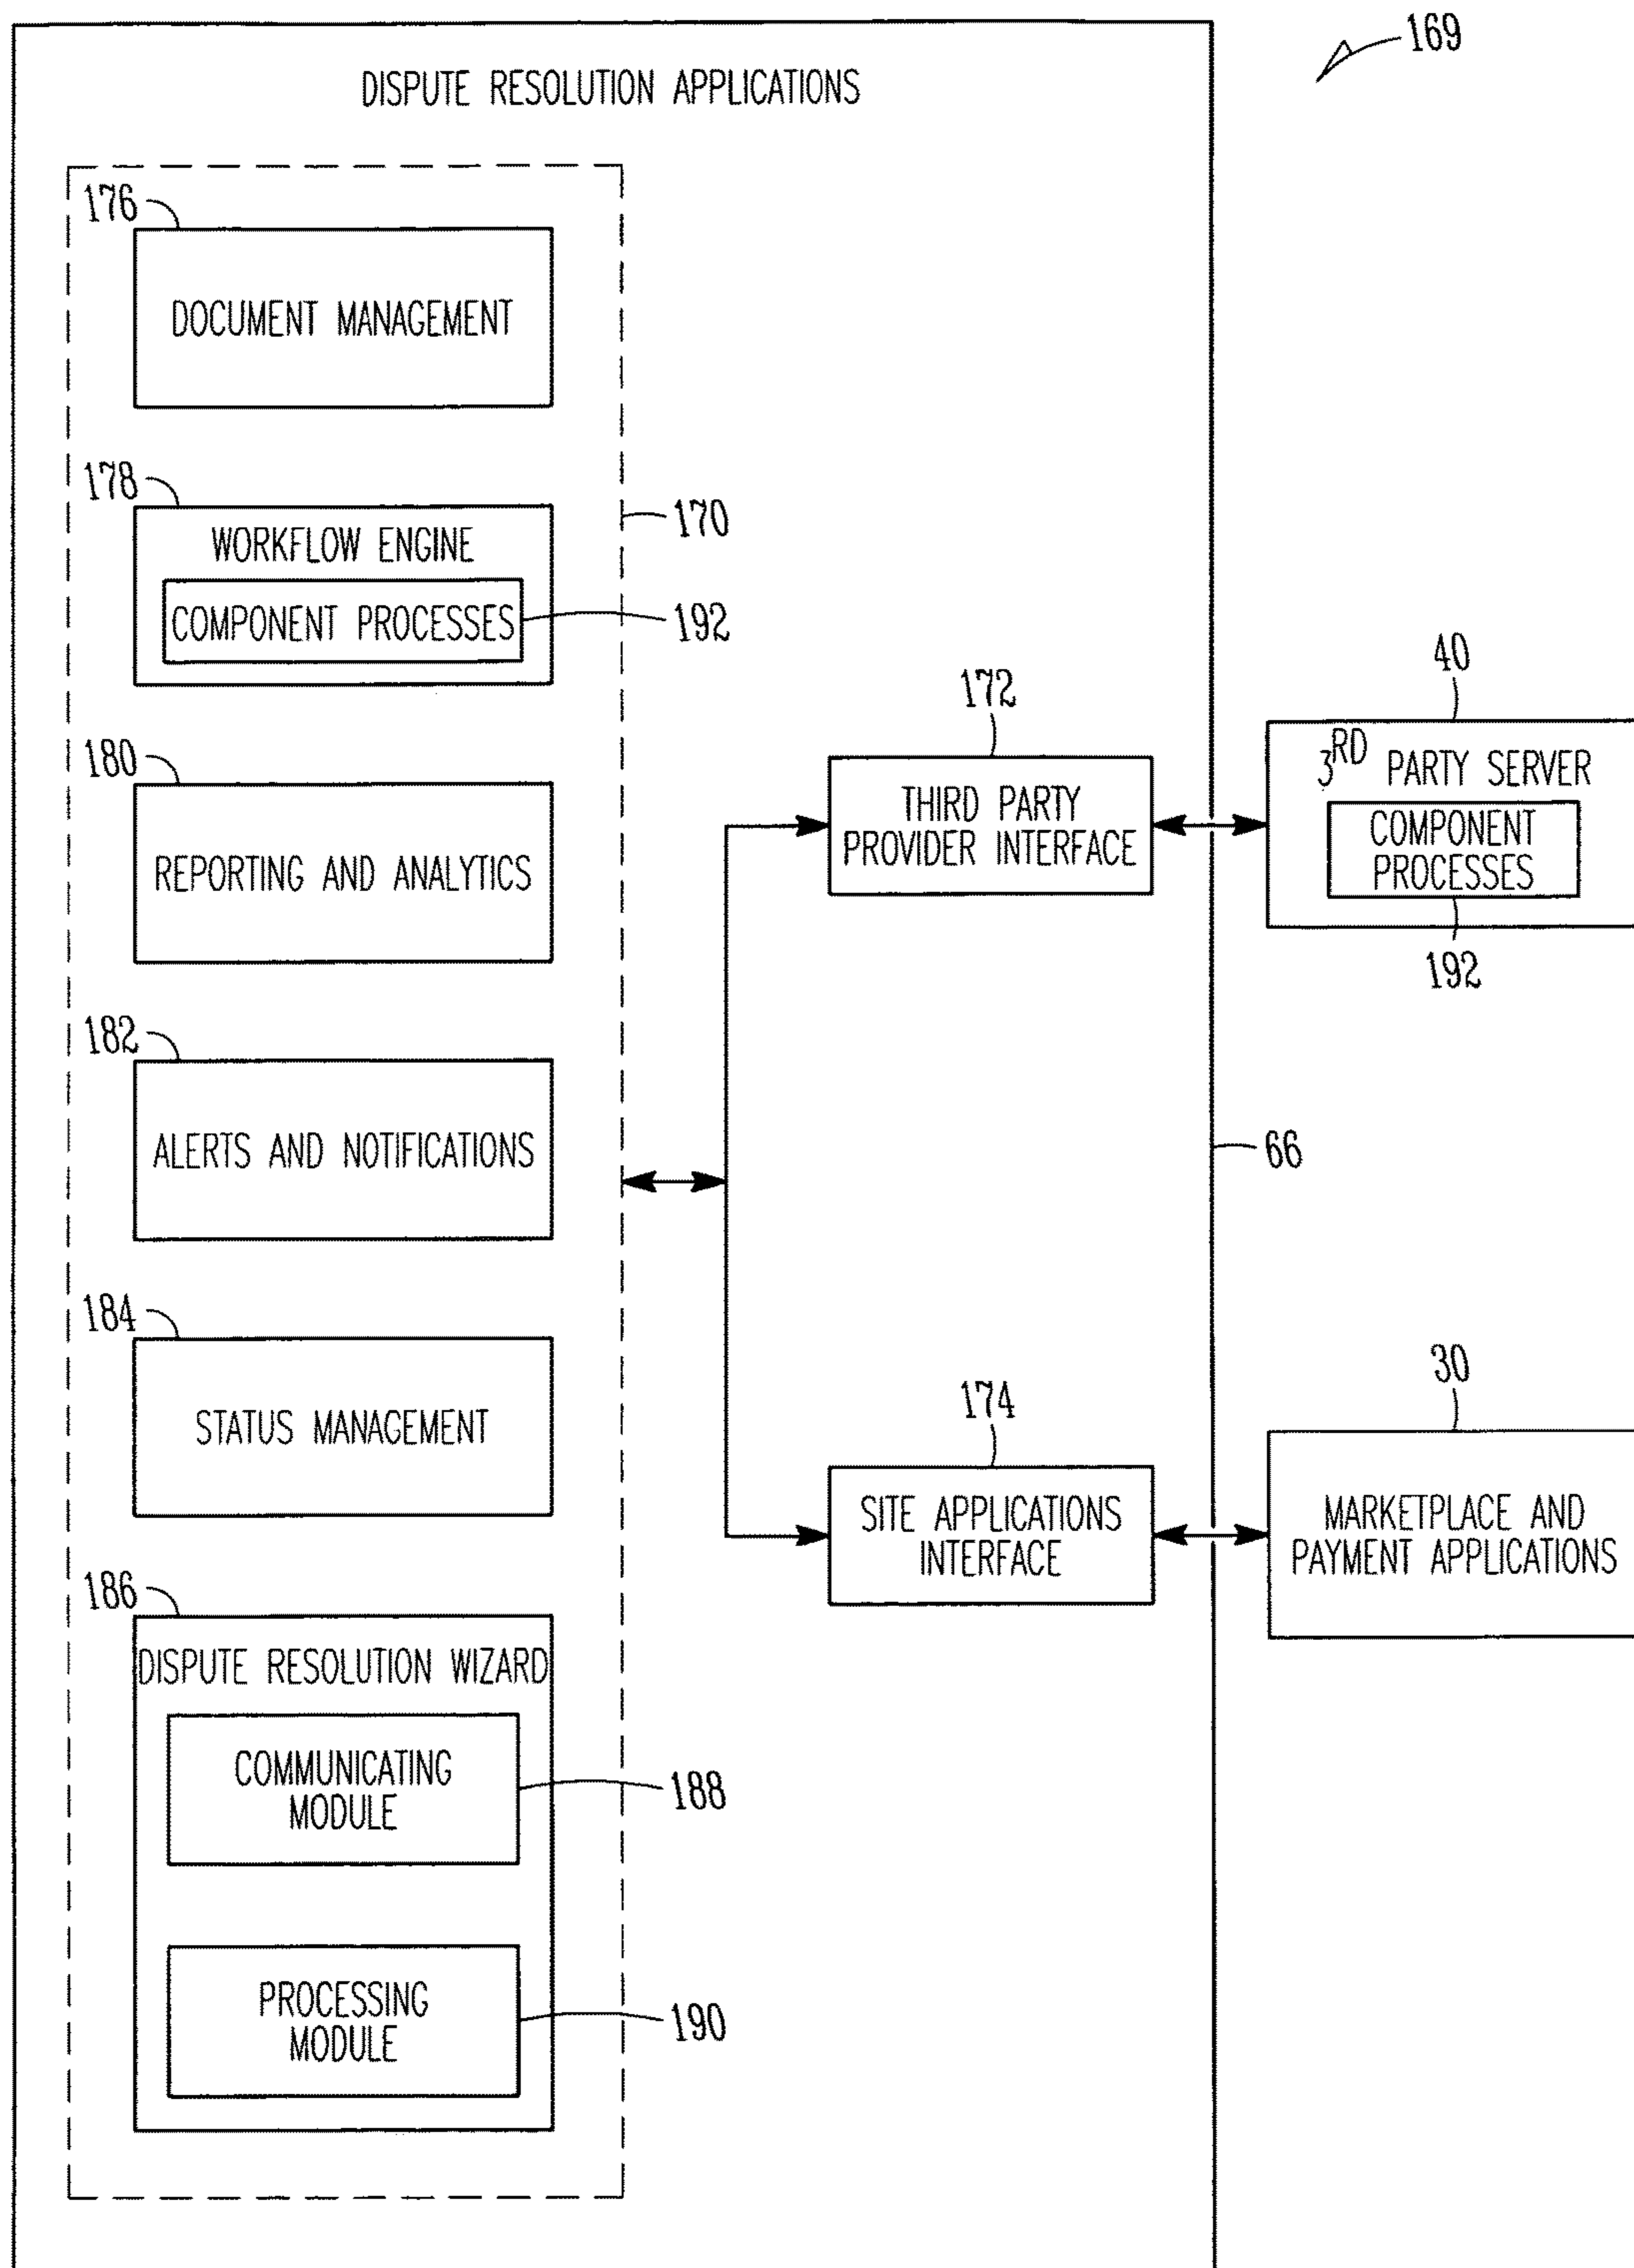 169
DISPUTE RESOLUTION APPLICATIONS
176
DOCUMENT MANAGEMENT
178
WORKFLOW ENGINE
170
COMPONENT PROCESSES
192
180
REPORTING AND ANALYTICS
172
THIRD PARTY
PROVIDER INTERFACE
40
3RD PARTY SERVER
COMPONENT
PROCESSES
192
182
ALERTS AND NOTIFICATIONS
66
184
STATUS MANAGEMENT
174
SITE APPLICATIONS
INTERFACE
30
MARKETPLACE AND
PAYMENT APPLICATIONS
186
DISPUTE RESOLUTION WIZARD
COMMUNICATING
MODULE
188
PROCESSING
MODULE
190